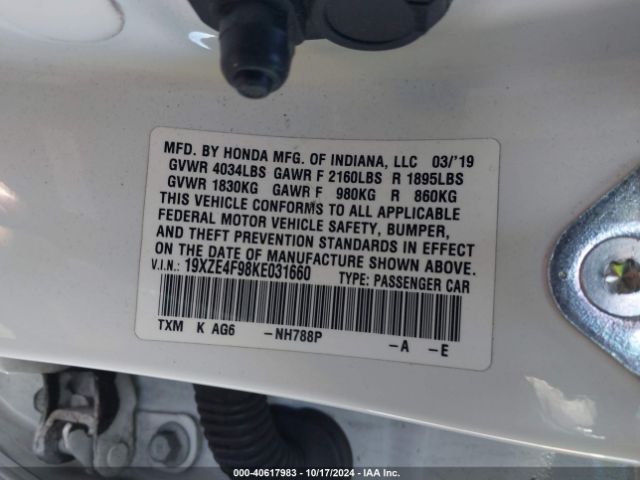 MFD. BY HONDA MFG. OF INDIANA, LLC 03/'19
GVWR 4034LBS GAWR F 2160LBS R 1895LBS
GVWR 1830KG GAWR F 980KG R 860KG
THIS VEHICLE CONFORMS TO ALL APPLICABLE
FEDERAL MOTOR VEHICLE SAFETY, BUMPER,
AND THEFT PREVENTION STANDARDS IN EFFECT
ON THE DATE OF MANUFACTURE SHOWN ABOVE.
V.I.N.: 19XZE4F98KE031660 TYPE: PASSENGER CAR
TXM K AG6 -NH788P -A -E
000-40617983 - 10/17/2024 - IAA Inc.